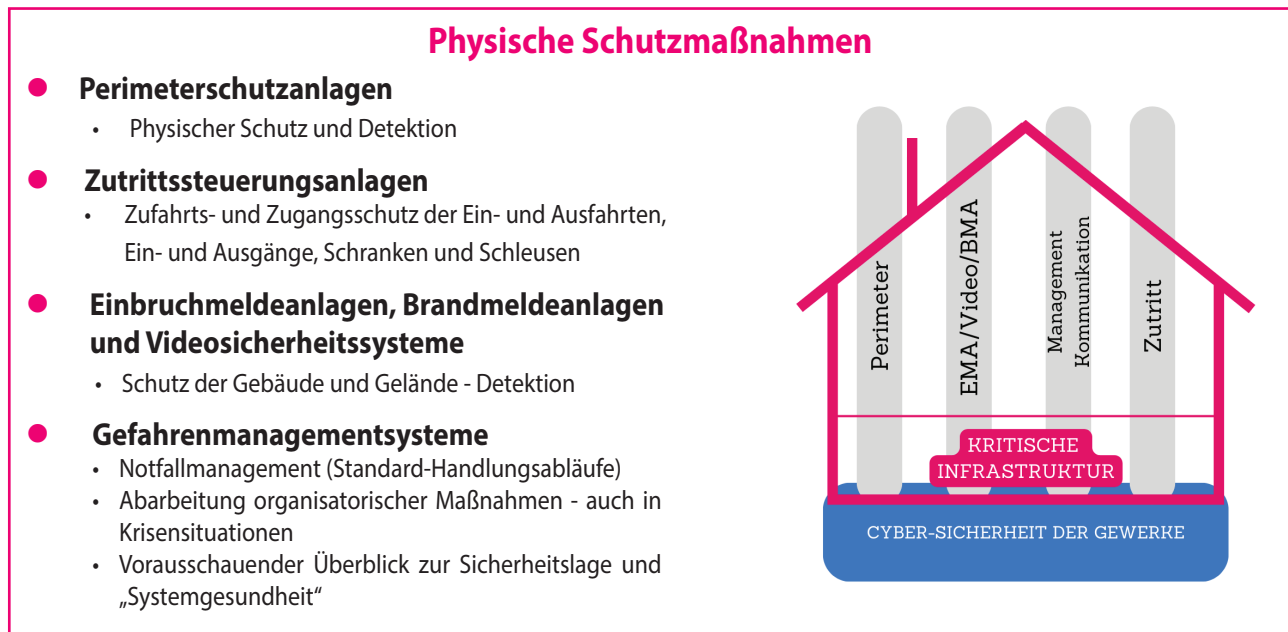 Physische Schutzmaßnahmen
● Perimeterschutzanlagen
• Physischer Schutz und Detektion
● Zutrittssteuerungsanlagen
• Zufahrts- und Zugangsschutz der Ein- und Ausfahrten,
Ein- und Ausgänge, Schranken und Schleusen
● Einbruchmeldeanlagen, Brandmeldeanlagen
und Videosicherheitssysteme
• Schutz der Gebäude und Gelände - Detektion
● Gefahrenmanagementsysteme
• Notfallmanagement (Standard-Handlungsabläufe)
• Abarbeitung organisatorischer Maßnahmen - auch in
Krisensituationen
• Vorausschauender Überblick zur Sicherheitslage und
„Systemgesundheit“
Perimeter
EMA/Video/BMA
Management
Kommunikation
Zutritt
KRITISCHE
INFRASTRUKTUR
CYBER-SICHERHEIT DER GEWERKE